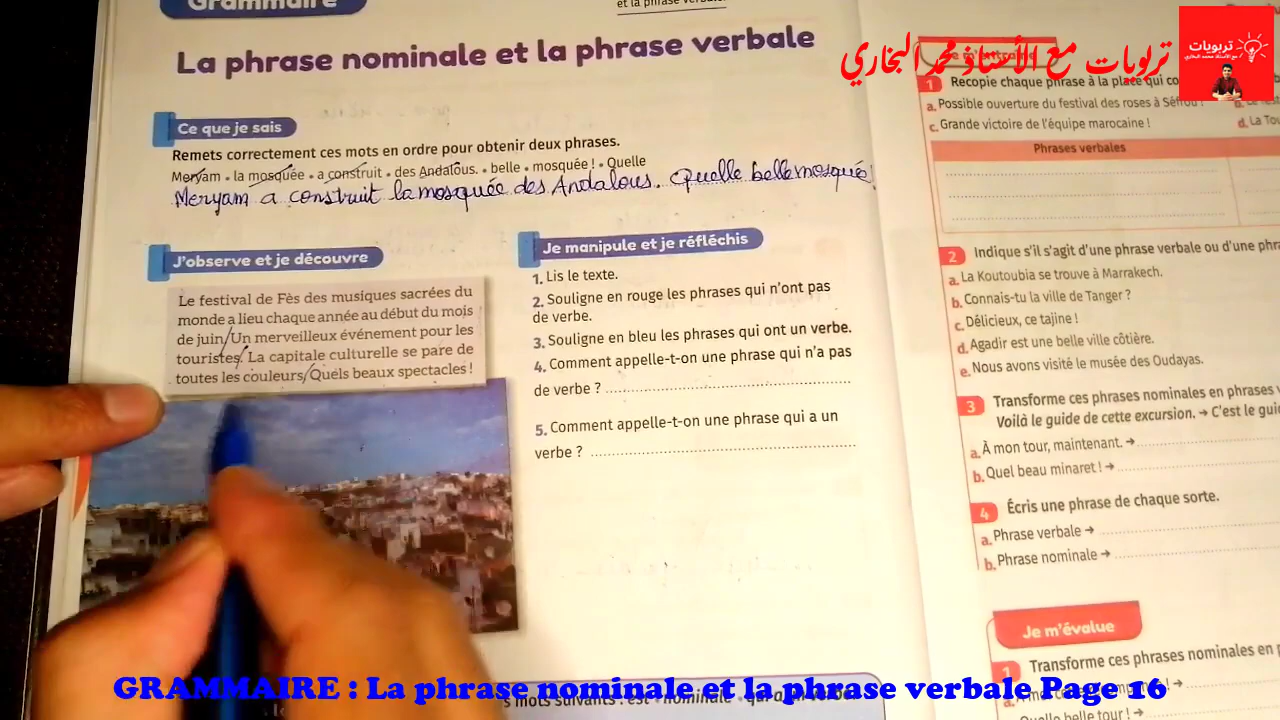 Grammaire
et la phrase verbale.
La phrase nominale et la phrase verbale
Ce que je sais
Remets correctement ces mots en ordre pour obtenir deux phrases.
Meryam • la mosquée • a construit • des Andalous. • belle • mosquée ! • Quelle
Meryam a construit la mosquée des Andalous. Quelle belle mosquée!
J'observe et je découvre
Le festival de Fès des musiques sacrées du
monde a lieu chaque année au début du mois
de juin/Un merveilleux événement pour les
touristes/La capitale culturelle se pare de
toutes les couleurs/Quels beaux spectacles !
Je manipule et je réfléchis
1. Lis le texte.
2. Souligne en rouge les phrases qui n'ont pas
de verbe.
3. Souligne en bleu les phrases qui ont un verbe.
4. Comment appelle-t-on une phrase qui n'a pas
de verbe ?
5. Comment appelle-t-on une phrase qui a un
verbe ?
s mots suivants : est • nominale •
تربويات مع الأستاذ محمد البخاري
تربويات
مع الأستاذ محمد البخاري
Je m'entraîne
1 Recopie chaque phrase à la place qui co
a. Possible ouverture du festival des roses à Séfrou !
c. Grande victoire de l'équipe marocaine !
d. La Tou
Phrases verbales
2 Indique s'il s'agit d'une phrase verbale ou d'une phra
a. La Koutoubia se trouve à Marrakech.
b. Connais-tu la ville de Tanger ?
c. Délicieux, ce tajine !
d. Agadir est une belle ville côtière.
e. Nous avons visité le musée des Oudayas.
3 Transforme ces phrases nominales en phrases v
Voilà le guide de cette excursion. → C'est le gui
a. À mon tour, maintenant. →
b. Quel beau minaret ! →
4 Écris une phrase de chaque sorte.
a. Phrase verbale →
b. Phrase nominale →
Je m'évalue
1 Transforme ces phrases nominales en p
a.
Quelle belle tour ! →
GRAMMAIRE : La phrase nominale et la phrase verbale Page 16